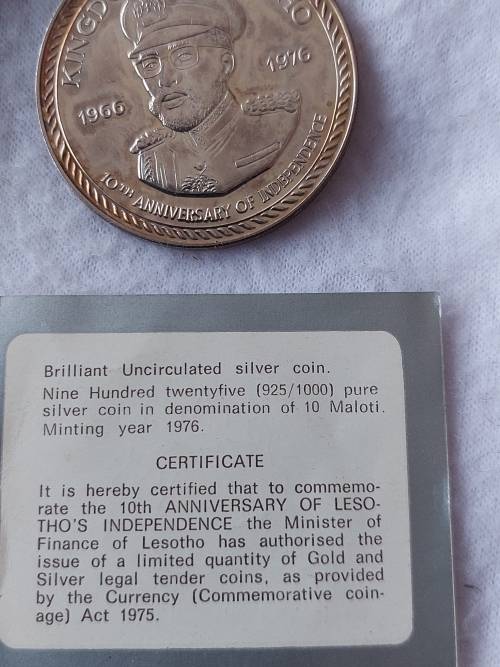 KINGDO
HO
1966
1976
10TH ANNIVERSARY OF INDEPENDENCE
Brilliant Uncirculated silver coin.
Nine Hundred twentyfive (925/1000) pure
silver coin in denomination of 10 Maloti.
Minting year 1976.
CERTIFICATE
It is hereby certified that to commemo-
rate the 10th ANNIVERSARY OF LESO-
THO'S INDEPENDENCE the Minister of
Finance of Lesotho has authorised the
issue of a limited quantity of Gold and
Silver legal tender coins, as provided
by the Currency (Commemorative coin-
age) Act 1975.